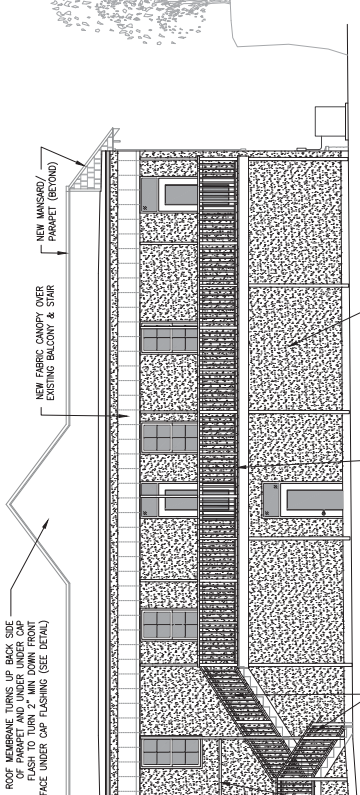 NEW MANSARD/
PARAPET (BEYOND)
NEW FABRIC CANOPY OVER
EXISTING BALCONY & STAIR
ROOF MEMBRANE TURNS UP BACK SIDE
OF PARAPET AND UNDER UNDER CAP
FLASH TO TURN 2" MIN DOWN FRONT
FACE UNDER CAP FLASHING (SEE DETAIL)